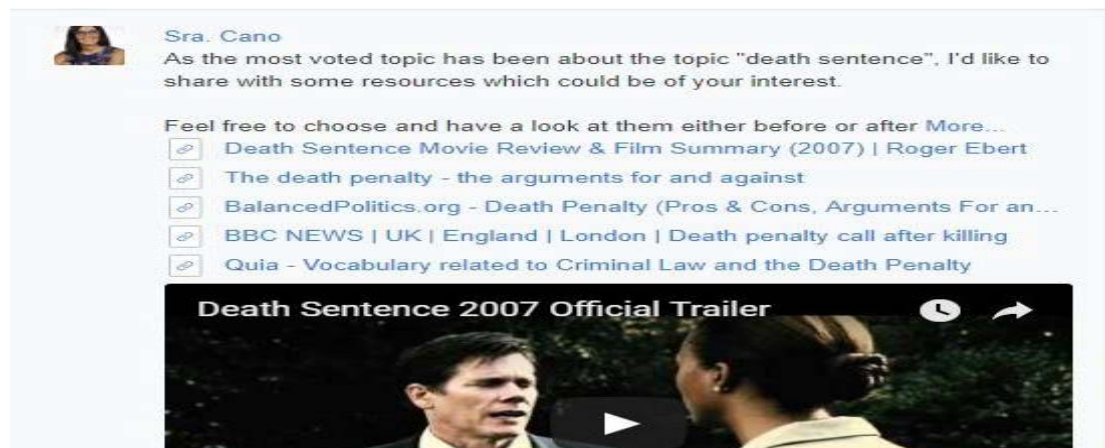 Sra. Cano
As the most voted topic has been about the topic "death sentence", I'd like to
share with some resources which could be of your interest.
Feel free to choose and have a look at them either before or after More...
Death Sentence Movie Review & Film Summary (2007) | Roger Ebert
The death penalty - the arguments for and against
BalancedPolitics.org - Death Penalty (Pros & Cons, Arguments For an...
BBC NEWS | UK | England | London | Death penalty call after killing
Quia - Vocabulary related to Criminal Law and the Death Penalty
Death Sentence 2007 Official Trailer